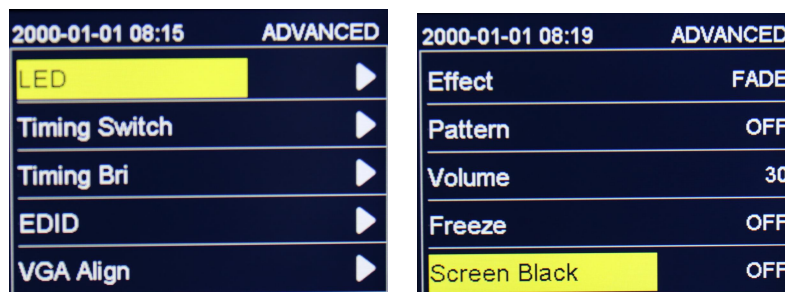 2000-01-01 08:15 ADVANCED
LED
Timing Switch
Timing Bri
EDID
VGA Align
2000-01-01 08:19 ADVANCED
Effect FADE
Pattern OFF
Volume 30
Freeze OFF
Screen Black OFF